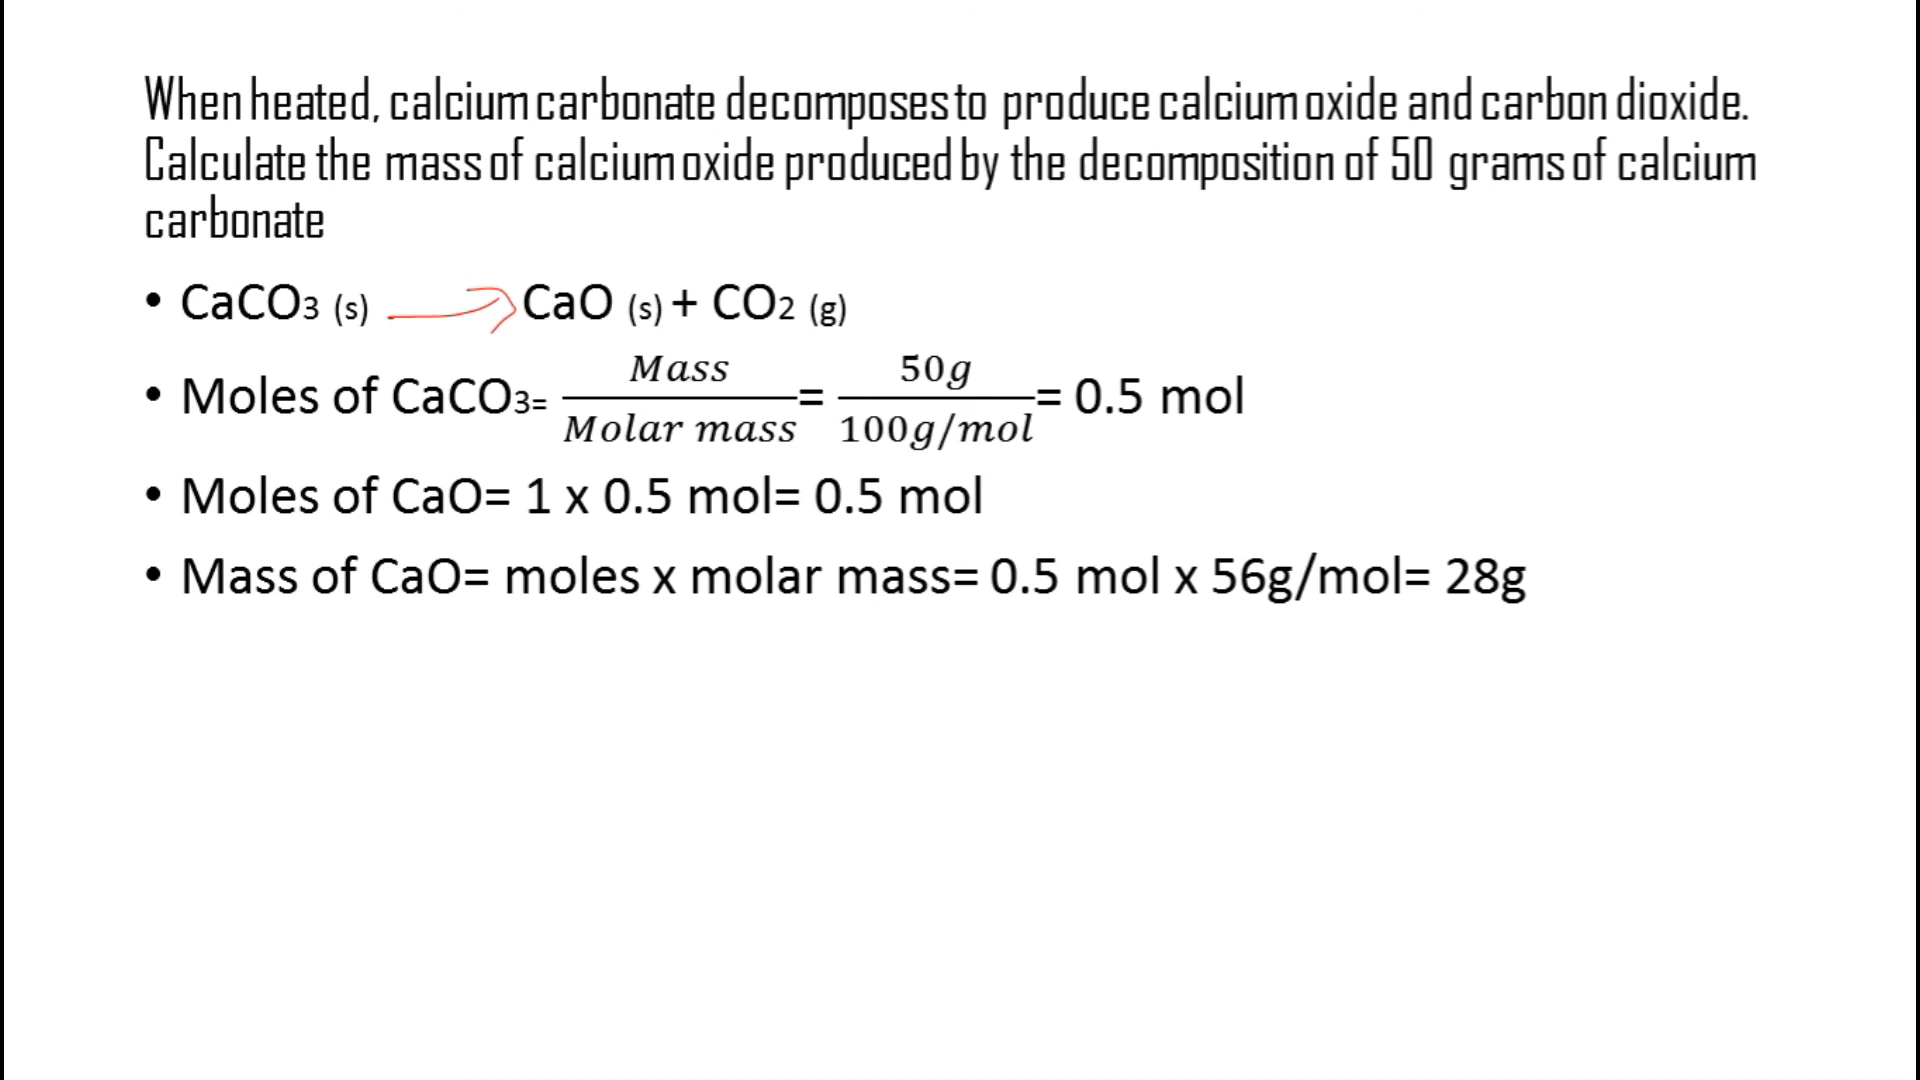 When heated, calcium carbonate decomposes to produce calcium oxide and carbon dioxide.
Calculate the mass of calcium oxide produced by the decomposition of 50 grams of calcium
carbonate
• CaCO3 (s) → CaO (s) + CO2 (g)
• Moles of CaCO3= Mass/Molar mass = 50g/100g/mol = 0.5 mol
• Moles of CaO= 1 x 0.5 mol= 0.5 mol
• Mass of CaO= moles x molar mass= 0.5 mol x 56g/mol= 28g